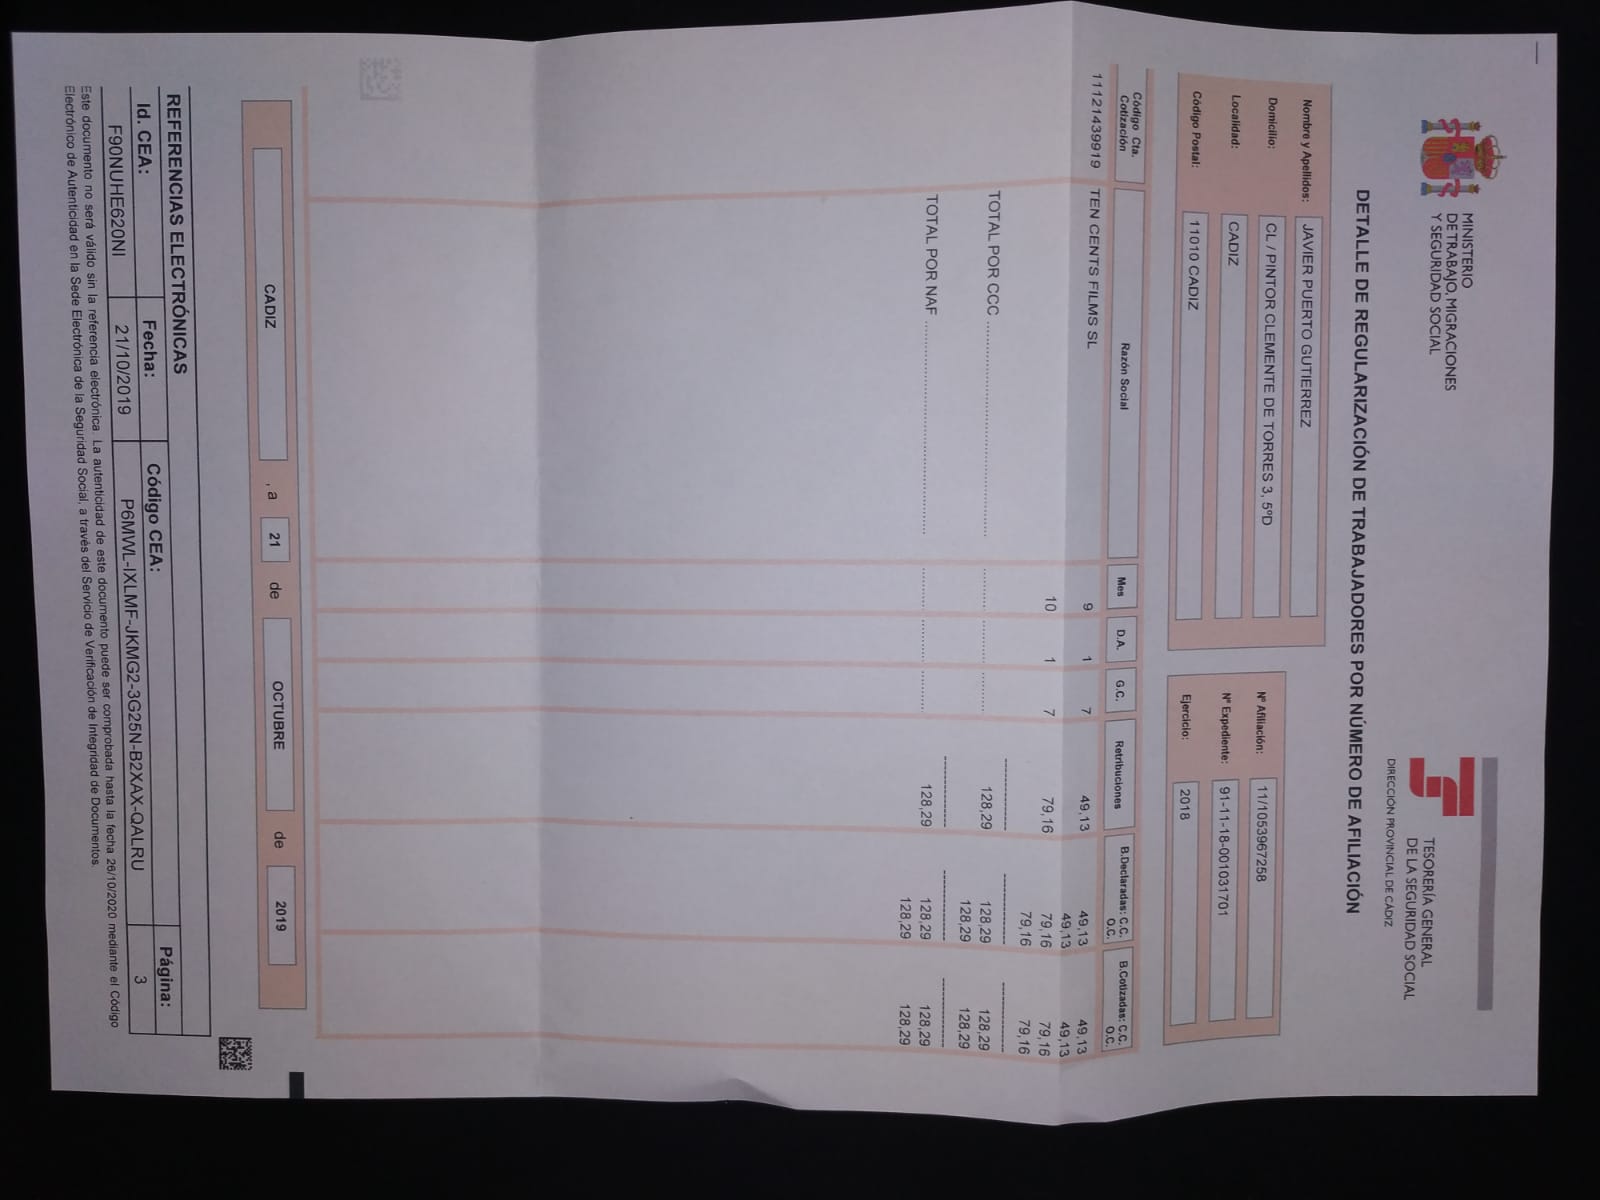 MINISTERIO
DE TRABAJO, MIGRACIONES
Y SEGURIDAD SOCIAL
TESORERÍA GENERAL
DE LA SEGURIDAD SOCIAL
DIRECCIÓN PROVINCIAL DE CÁDIZ
DETALLE DE REGULARIZACIÓN DE TRABAJADORES POR NÚMERO DE AFILIACIÓN
Nombre y Apellidos: JAVIER PUERTO GUTIERREZ
Domicilio: CL / PINTOR CLEMENTE DE TORRES 3, 5ºD
Localidad: CADIZ
Código Postal: 11010 CADIZ
Nº Afiliación: 11/1053967258
Nº Expediente: 91-11-18-001031701
Ejercicio: 2018
Código Cta. Cotización Razón Social Mes D.A. G.C. Retribuciones B.Declaradas: C.C. O.C. B.Cotizadas: C.C. O.C.
11121439919 TEN CENTS FILMS SL 9 1 7 49,13 49,13 49,13
49,13 49,13
10 1 7 79,16 79,16 79,16
79,16 79,16
TOTAL POR CCC 128,29 128,29 128,29
128,29 128,29
TOTAL POR NAF 128,29 128,29 128,29
128,29 128,29
CADIZ , a 21 de OCTUBRE de 2019
REFERENCIAS ELECTRÓNICAS
Id. CEA: Fecha: Código CEA: Página:
F90NUHE620NI 21/10/2019 P6MWL-IXLMF-JKMG2-3G25N-B2XAX-QALRU 3
Este documento no será válido sin la referencia electrónica. La autenticidad de este documento puede ser comprobada hasta la fecha 26/10/2020 mediante el Código
Electrónico de Autenticidad en la Sede Electrónica de la Seguridad Social, a través del Servicio de Verificación de Integridad de Documentos.